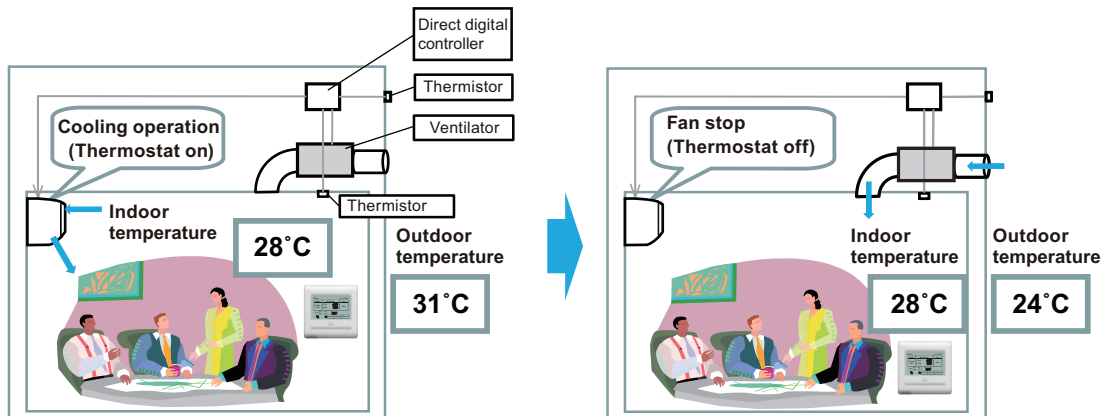 Direct digital
controller
Thermistor
Ventilator
Cooling operation
(Thermostat on)
Thermistor
Indoor
temperature
28˚C
Outdoor
temperature
31˚C
Fan stop
(Thermostat off)
Indoor
temperature
28˚C
Outdoor
temperature
24˚C